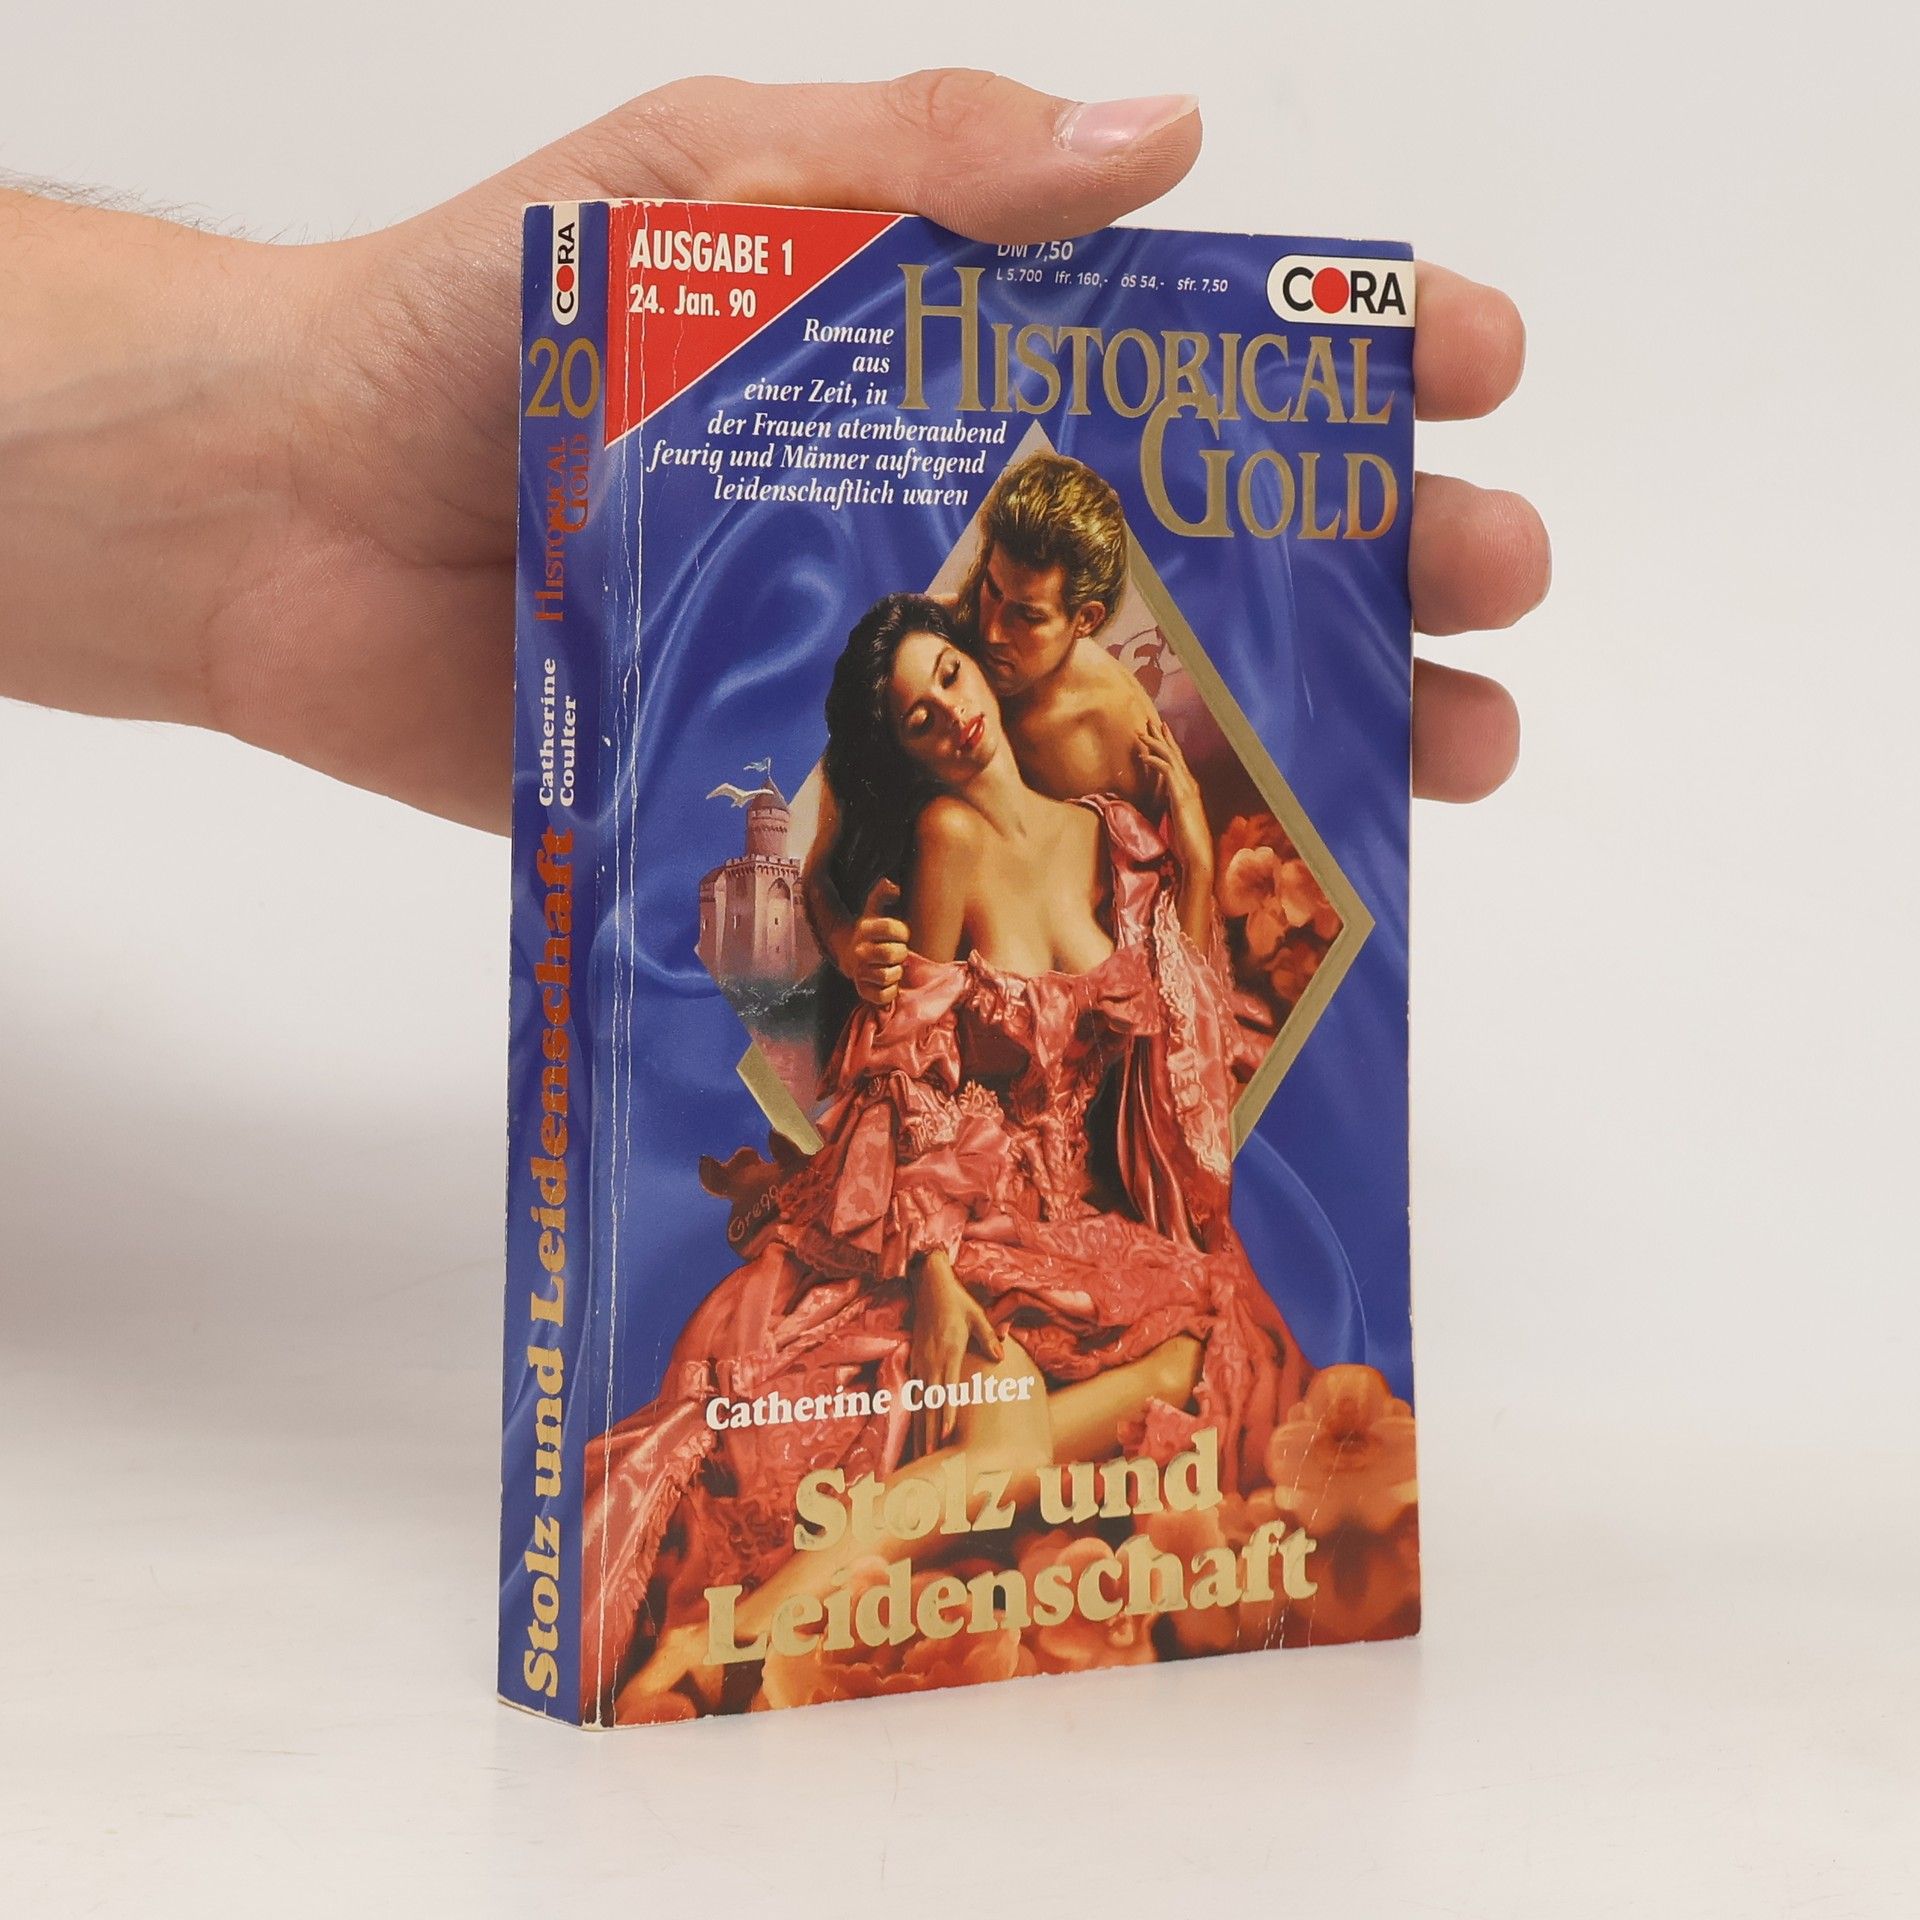 CORA
20
HISTORICAL
GOLD
Catherine
Coulter
Stolz und Leidenschaft
AUSGABE 1
24. Jan. 90
DM 7,50
L 5.700 lfr. 160,- öS 54,- sfr. 7,50
CORA
HISTORICAL
GOLD
Romane
aus
einer Zeit, in
der Frauen atemberaubend
feurig und Männer aufregend
leidenschaftlich waren
Gregg
Catherine Coulter
Stolz und
Leidenschaft